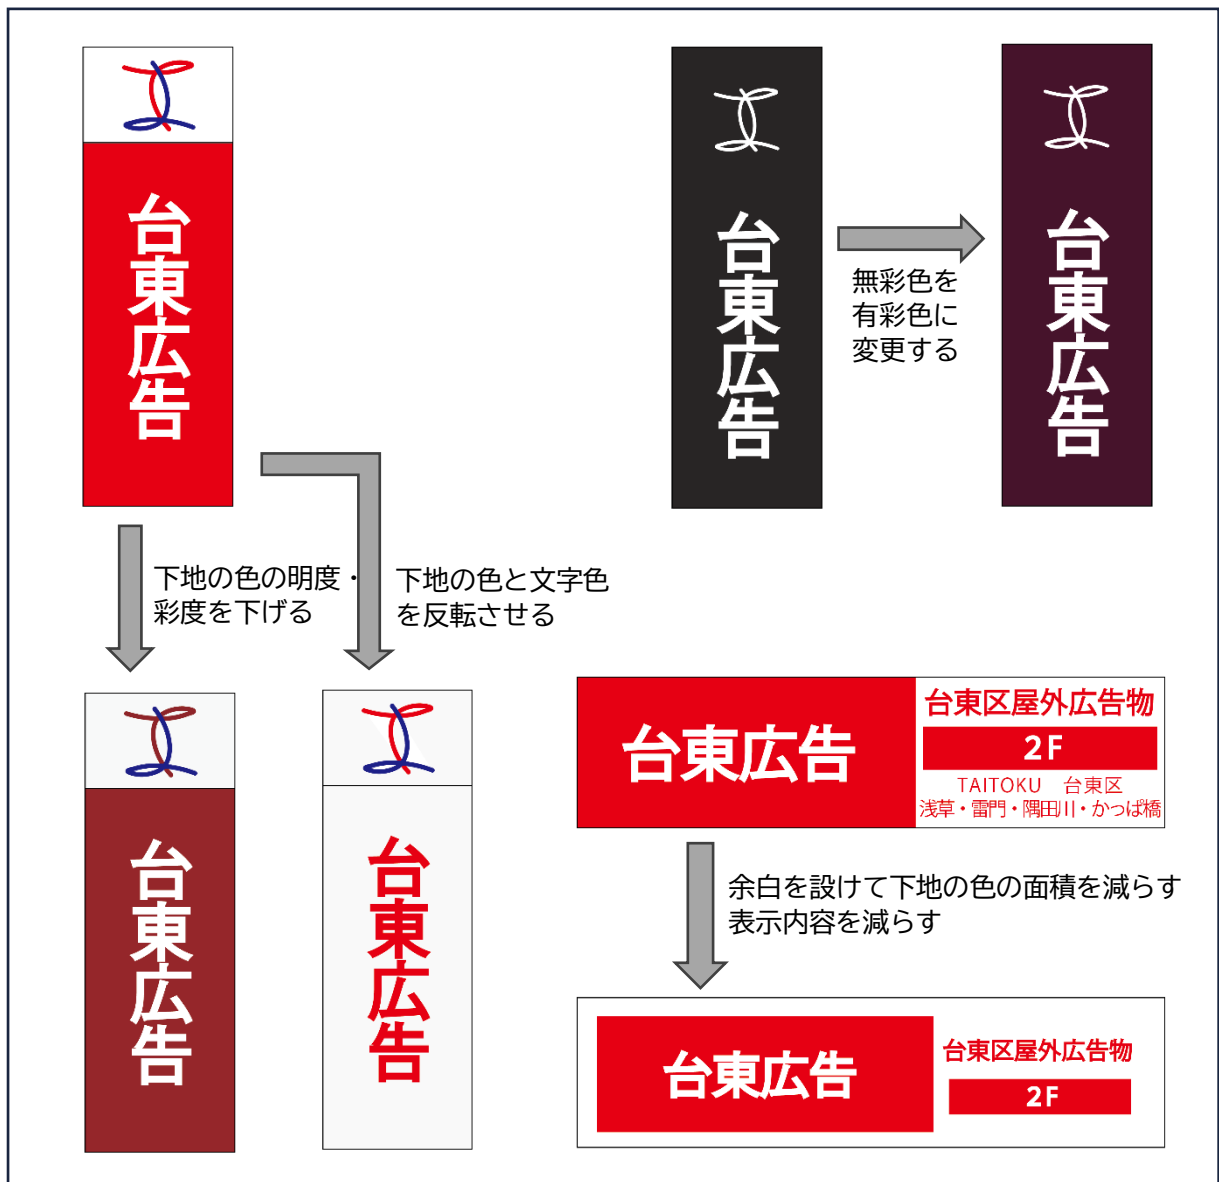 台東広告
台東広告
台東広告
無彩色を
有彩色に
変更する
下地の色の明度・
彩度を下げる
下地の色と文字色
を反転させる
台東広告
台東広告
台東広告
台東区屋外広告物
2F
TAITOKU　台東区
浅草・雷門・隅田川・かっぱ橋
余白を設けて下地の色の面積を減らす
表示内容を減らす
台東広告
台東区屋外広告物
2F